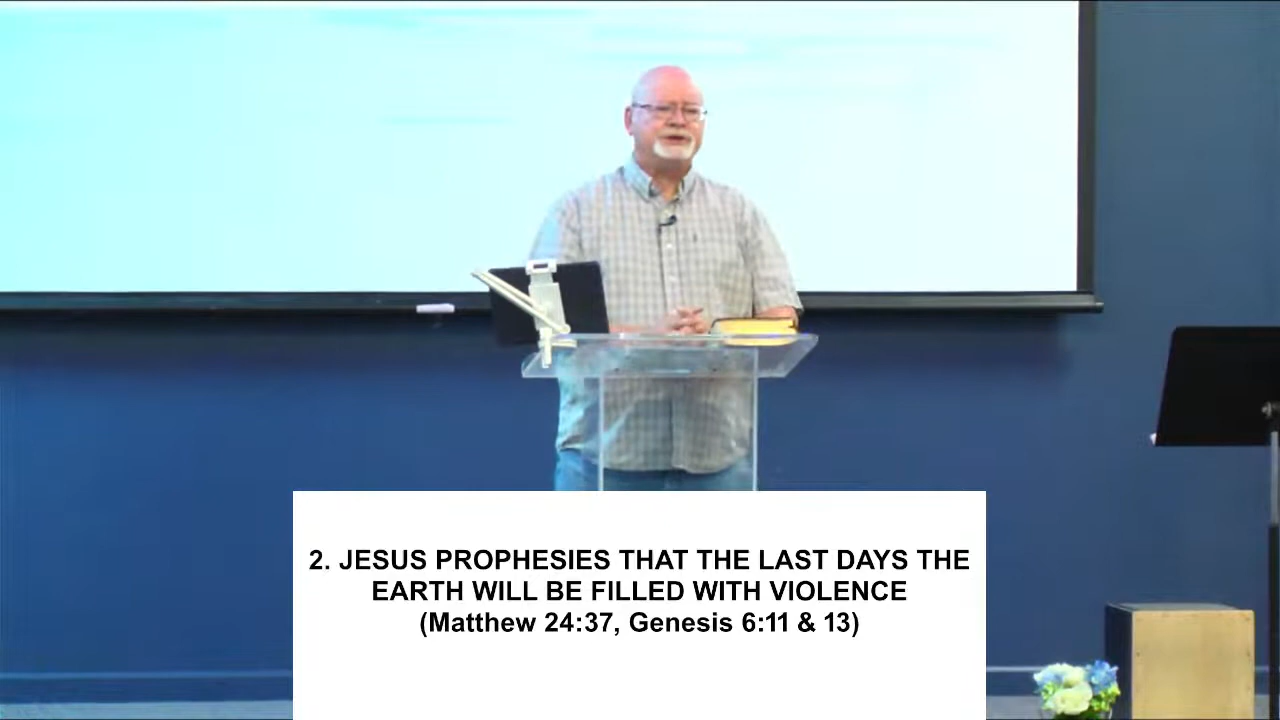 2. JESUS PROPHESIES THAT THE LAST DAYS THE
EARTH WILL BE FILLED WITH VIOLENCE
(Matthew 24:37, Genesis 6:11 & 13)